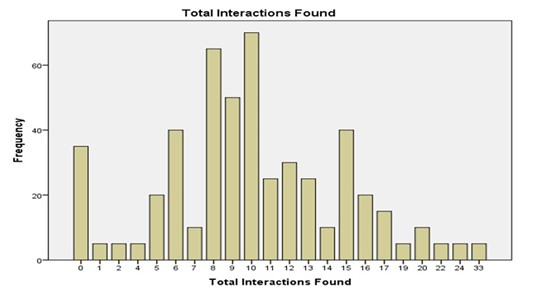 Total Interactions Found
Frequency
60
40
20
0
0 1 2 4 5 6 7 8 9 10 11 12 13 14 15 16 17 19 20 22 24 33
Total Interactions Found